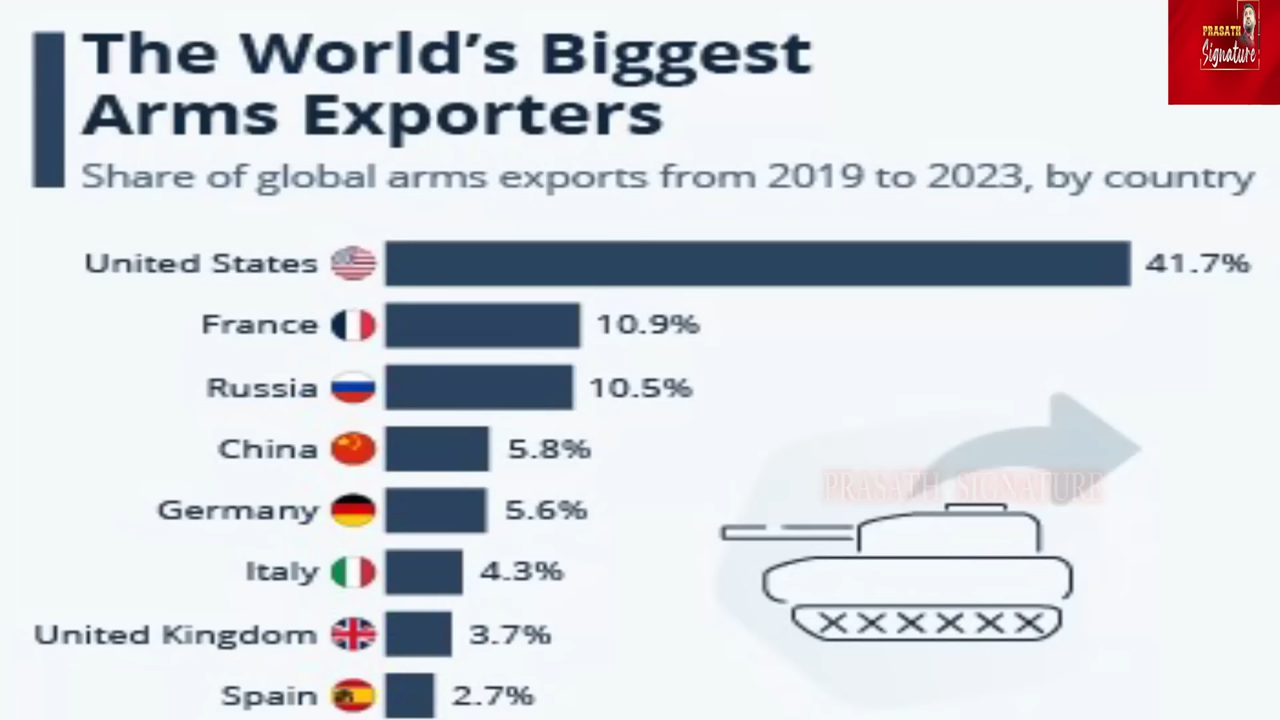 The World's Biggest
Arms Exporters
Share of global arms exports from 2019 to 2023, by country
United States 41.7%
France 10.9%
Russia 10.5%
China 5.8%
Germany 5.6%
Italy 4.3%
United Kingdom 3.7%
Spain 2.7%
PRASATH SIGNATURE
PRASATH
Signature